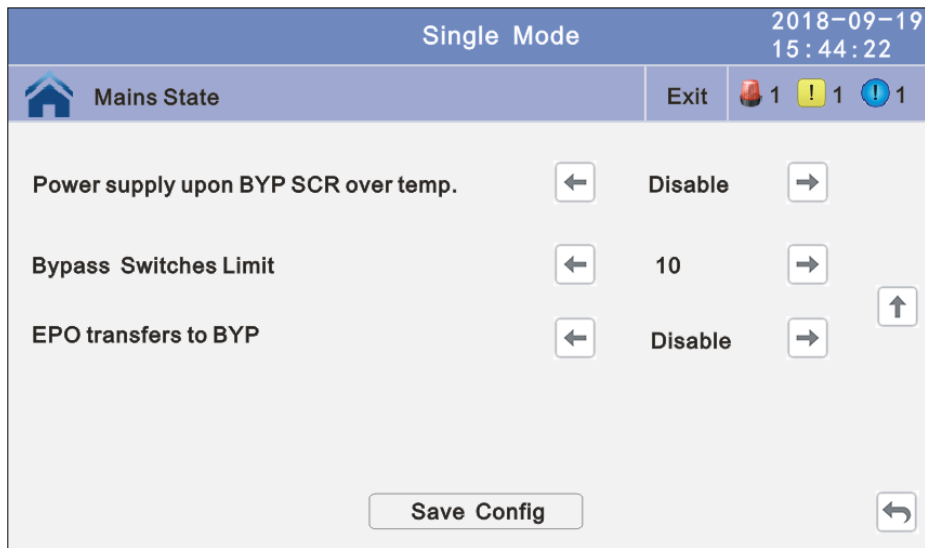 Single Mode
2018-09-19
15:44:22
Mains State
Exit
1
1
1
Power supply upon BYP SCR over temp.
Disable
Bypass Switches Limit
10
EPO transfers to BYP
Disable
Save Config